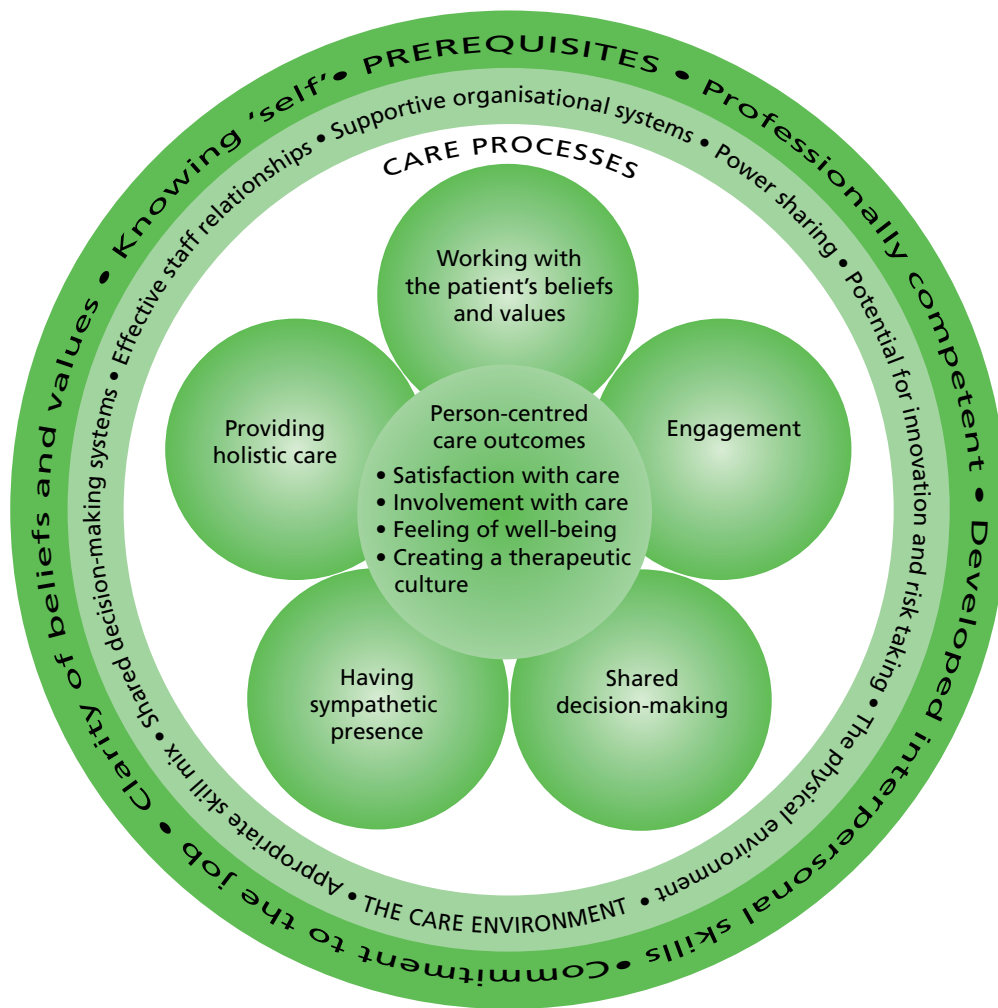 PREREQUISITES • Professionally competent • Developed interpersonal skills • Commitment to the job • Clarity of beliefs and values • Knowing 'self' •
Supportive organisational systems • Power sharing • Potential for innovation and risk taking • The physical environment • THE CARE ENVIRONMENT • Appropriate skill mix • Shared decision-making systems • Effective staff relationships •
CARE PROCESSES
Working with
the patient's beliefs
and values
Providing
holistic care
Engagement
Person-centred
care outcomes
• Satisfaction with care
• Involvement with care
• Feeling of well-being
• Creating a therapeutic
culture
Having
sympathetic
presence
Shared
decision-making